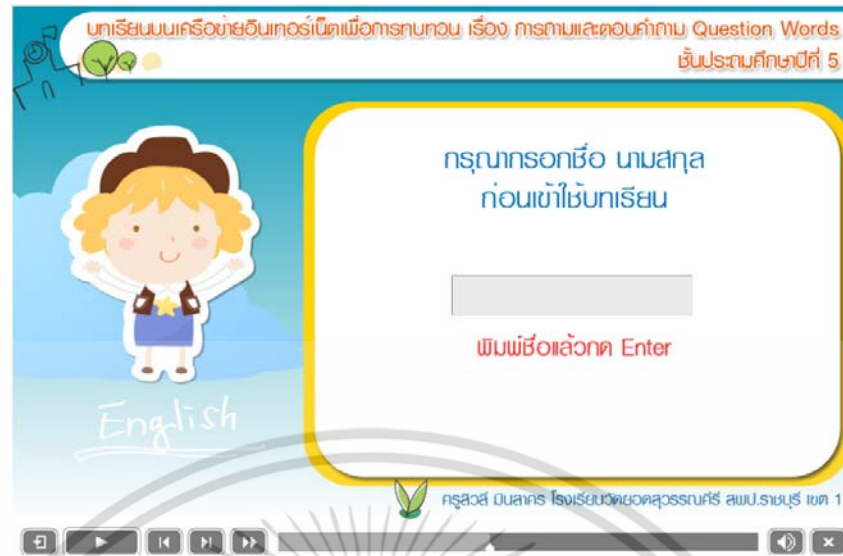 บทเรียนบนเครือข่ายอินเทอร์เน็ตเพื่อการทบทวน เรื่อง การถามและตอบคำถาม Question Words
ชั้นประถมศึกษาปีที่ 5
กรุณากรอกชื่อ นามสกุล
ก่อนเข้าใช้บทเรียน
พิมพ์ชื่อแล้วกด Enter
English
ครูสิวลี มินสาคร โรงเรียนวัดยอดสุวรรณคีรี สพป.ราชบุรี เขต 1